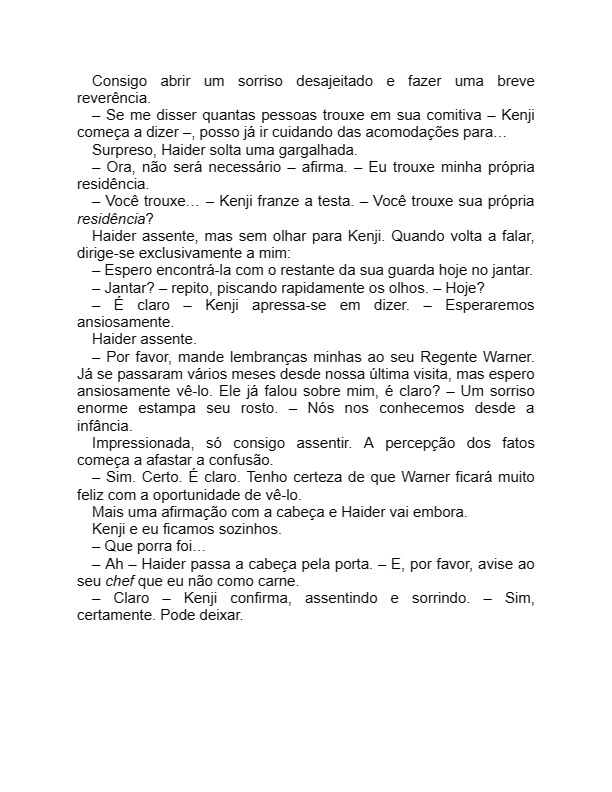 Consigo abrir um sorriso desajeitado e fazer uma breve
reverência.
– Se me disser quantas pessoas trouxe em sua comitiva – Kenji
começa a dizer –, posso já ir cuidando das acomodações para…
Surpreso, Haider solta uma gargalhada.
– Ora, não será necessário – afirma. – Eu trouxe minha própria
residência.
– Você trouxe… – Kenji franze a testa. – Você trouxe sua própria
residência?
Haider assente, mas sem olhar para Kenji. Quando volta a falar,
dirige-se exclusivamente a mim:
– Espero encontrá-la com o restante da sua guarda hoje no jantar.
– Jantar? – repito, piscando rapidamente os olhos. – Hoje?
– É claro – Kenji apressa-se em dizer. – Esperaremos
ansiosamente.
Haider assente.
– Por favor, mande lembranças minhas ao seu Regente Warner.
Já se passaram vários meses desde nossa última visita, mas espero
ansiosamente vê-lo. Ele já falou sobre mim, é claro? – Um sorriso
enorme estampa seu rosto. – Nós nos conhecemos desde a
infância.
Impressionada, só consigo assentir. A percepção dos fatos
começa a afastar a confusão.
– Sim. Certo. É claro. Tenho certeza de que Warner ficará muito
feliz com a oportunidade de vê-lo.
Mais uma afirmação com a cabeça e Haider vai embora.
Kenji e eu ficamos sozinhos.
– Que porra foi…
– Ah – Haider passa a cabeça pela porta. – E, por favor, avise ao
seu chef que eu não como carne.
– Claro – Kenji confirma, assentindo e sorrindo. – Sim,
certamente. Pode deixar.